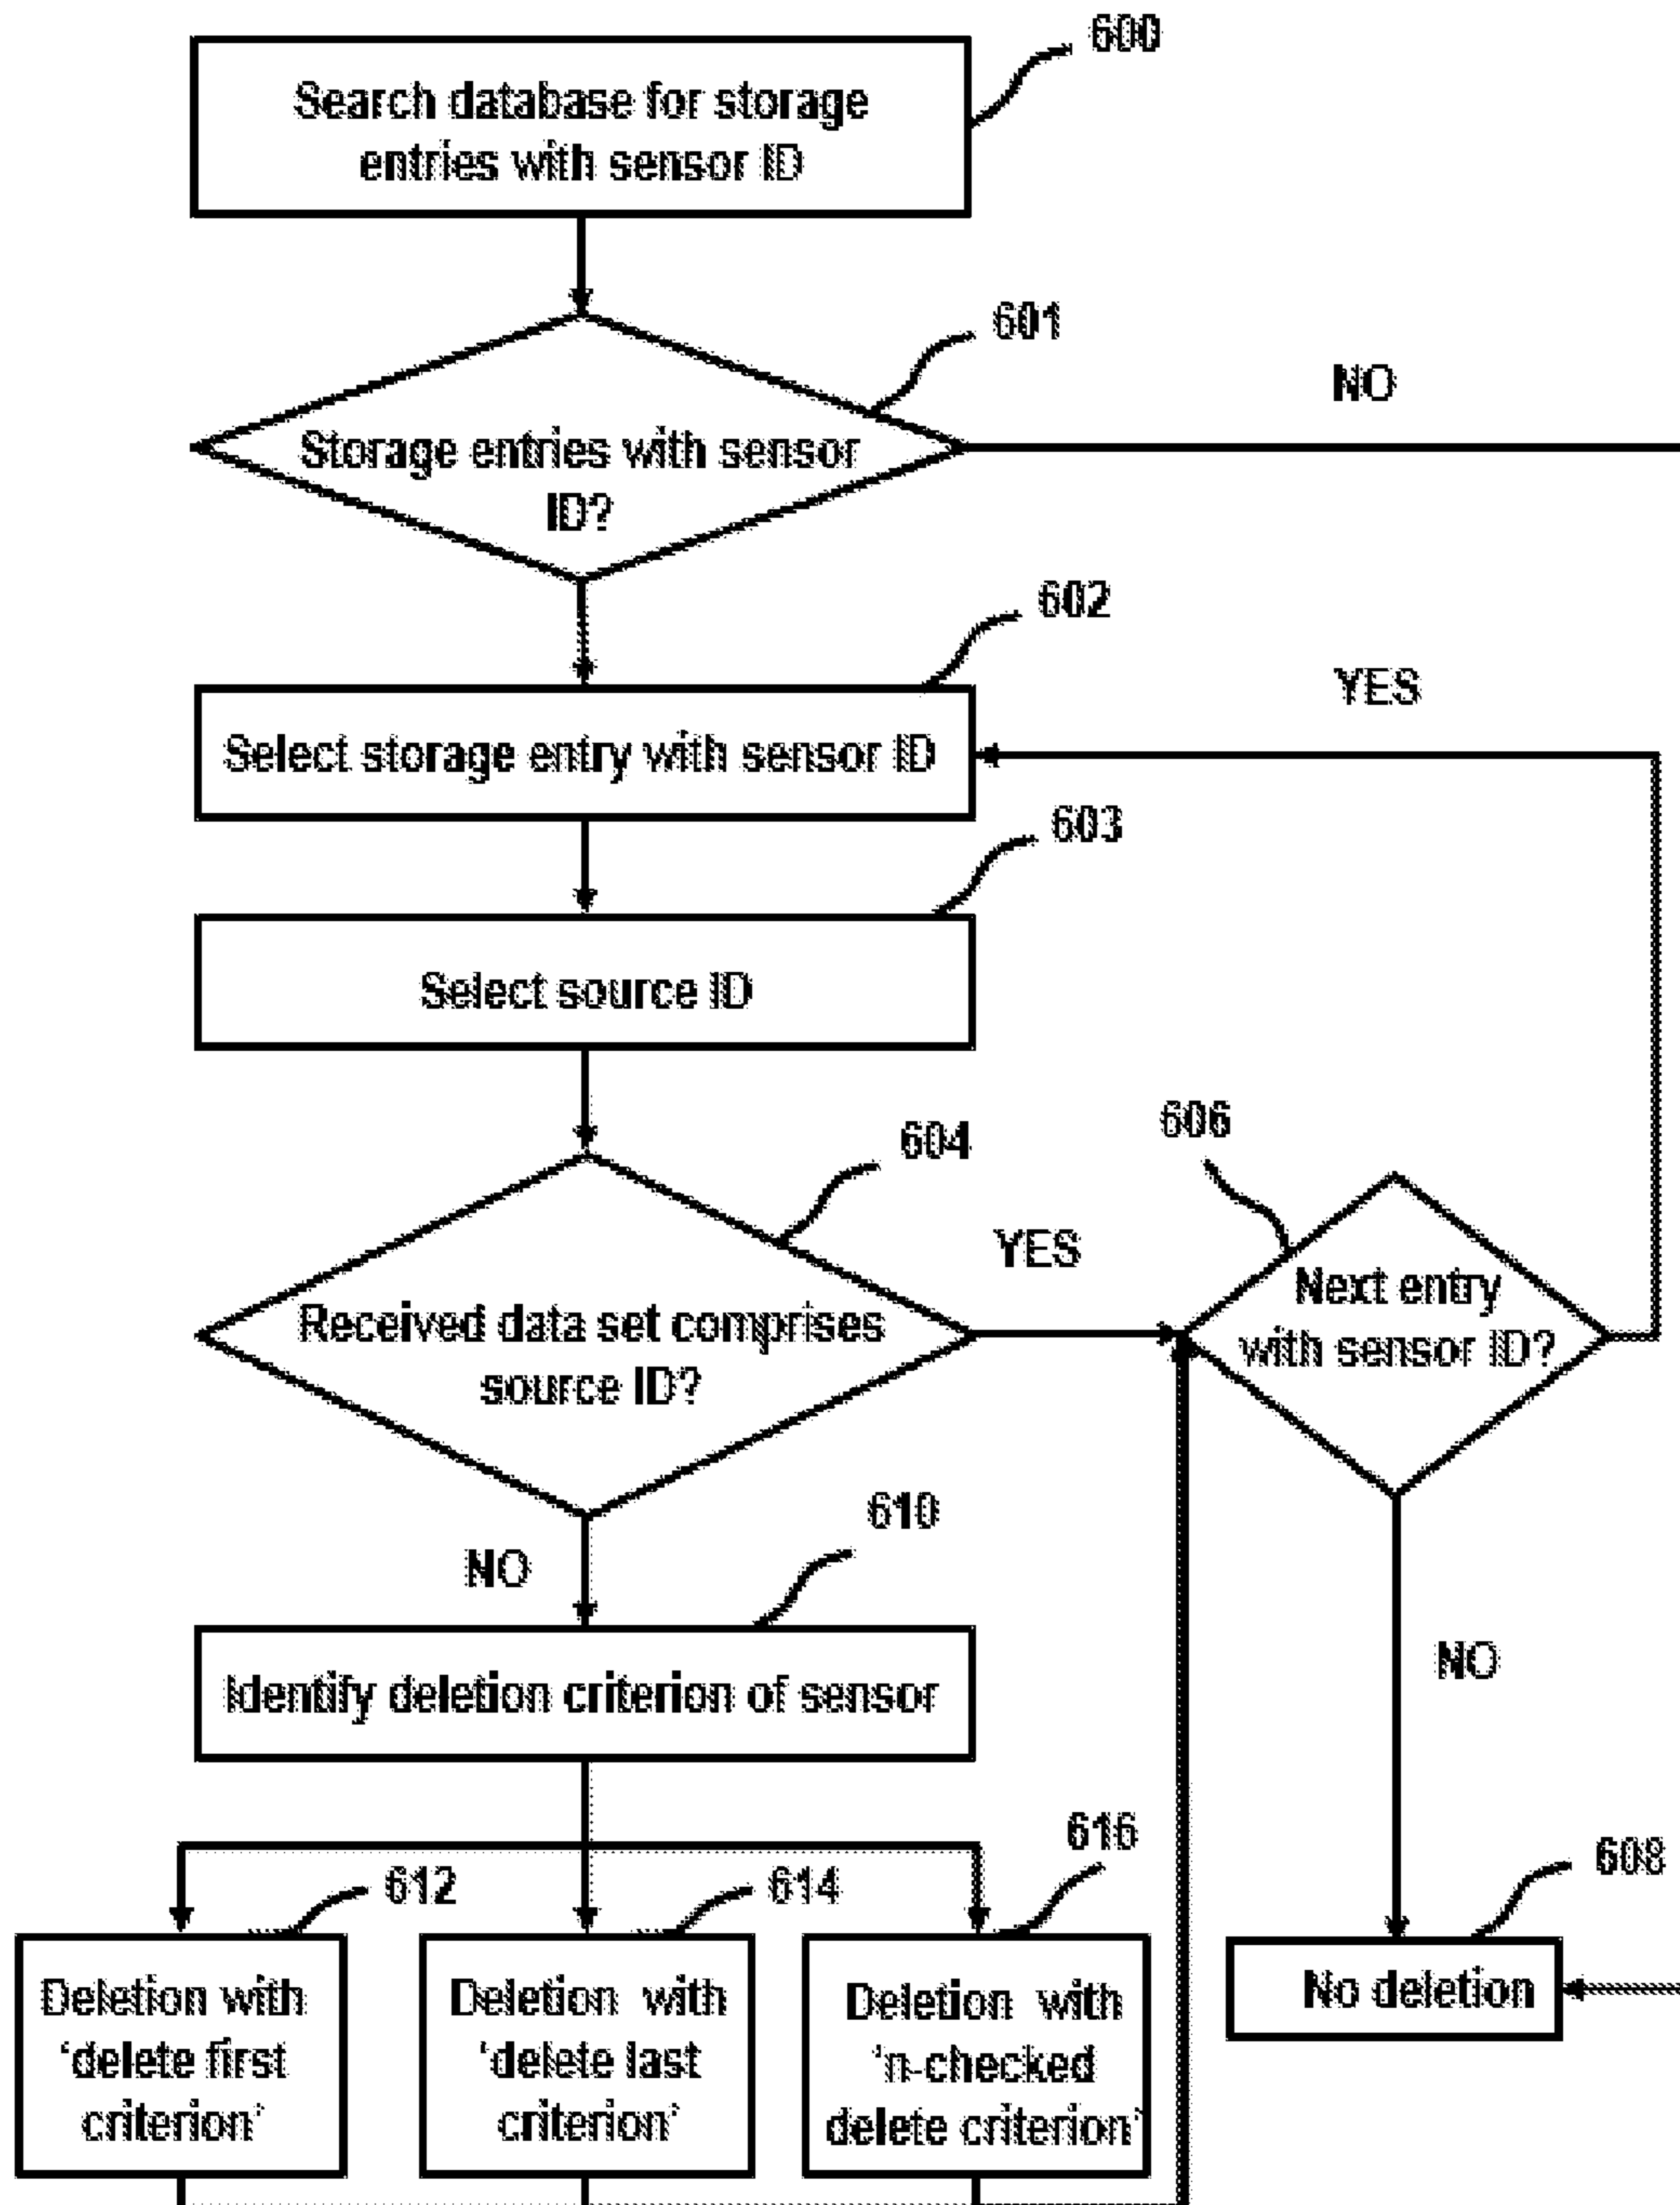 600
Search database for storage
entries with sensor ID
601
NO
Storage entries with sensor
ID?
602
YES
Select storage entry with sensor ID
603
Select source ID
604
606
YES
Next entry
with sensor ID?
Received data set comprises
source ID?
610
NO
NO
Identify deletion criterion of sensor
612
614
616
608
Deletion with
'delete first
criterion'
Deletion with
'delete last
criterion'
Deletion with
'n-checked
delete criterion'
No deletion